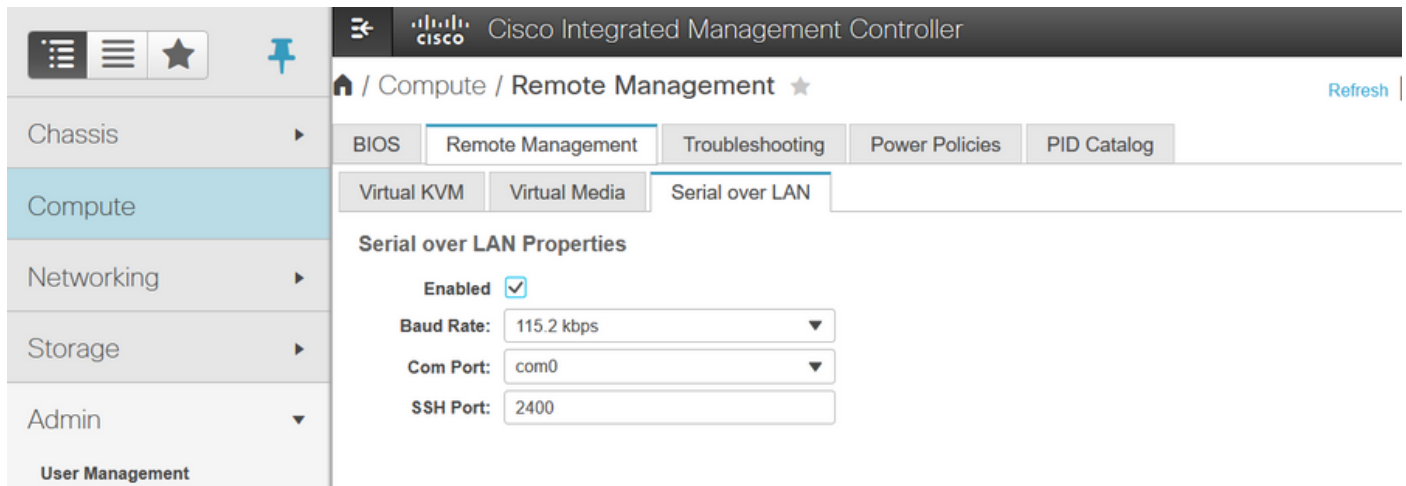 cisco Cisco Integrated Management Controller
/ Compute / Remote Management
Refresh
Chassis
Compute
Networking
Storage
Admin
User Management
BIOS Remote Management Troubleshooting Power Policies PID Catalog
Virtual KVM Virtual Media Serial over LAN
Serial over LAN Properties
Enabled
Baud Rate: 115.2 kbps
Com Port: com0
SSH Port: 2400